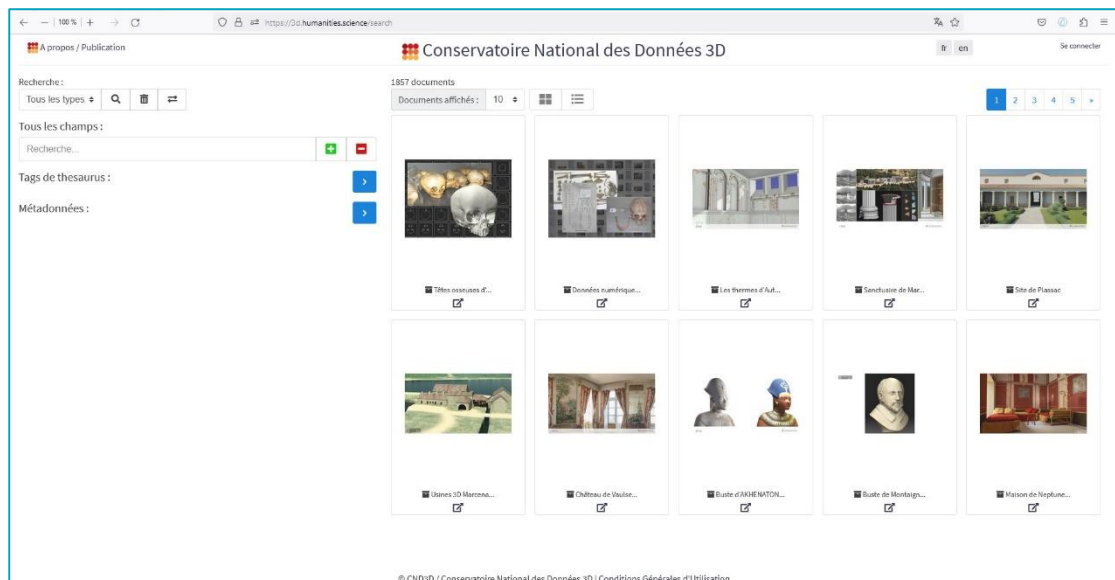 100 %
https://3d.humanities.science/search
A propos / Publication
Conservatoire National des Données 3D
fr en
Se connecter
Recherche :
Tous les types
Tous les champs :
Recherche...
Tags de thesaurus :
Métadonnées :
1857 documents
Documents affichés : 10
1 2 3 4 5 »
Têtes osseuses d'...
Données numérique...
Les thermes d'Aut...
Sanctuaire de Mar...
Site de Plassac
Usines 3D Marcena...
Château de Vaulse...
Buste d'AKHENATON...
Buste de Montaign...
Maison de Neptune...
© CND3D / Conservatoire National des Données 3D | Conditions Générales d'Utilisation